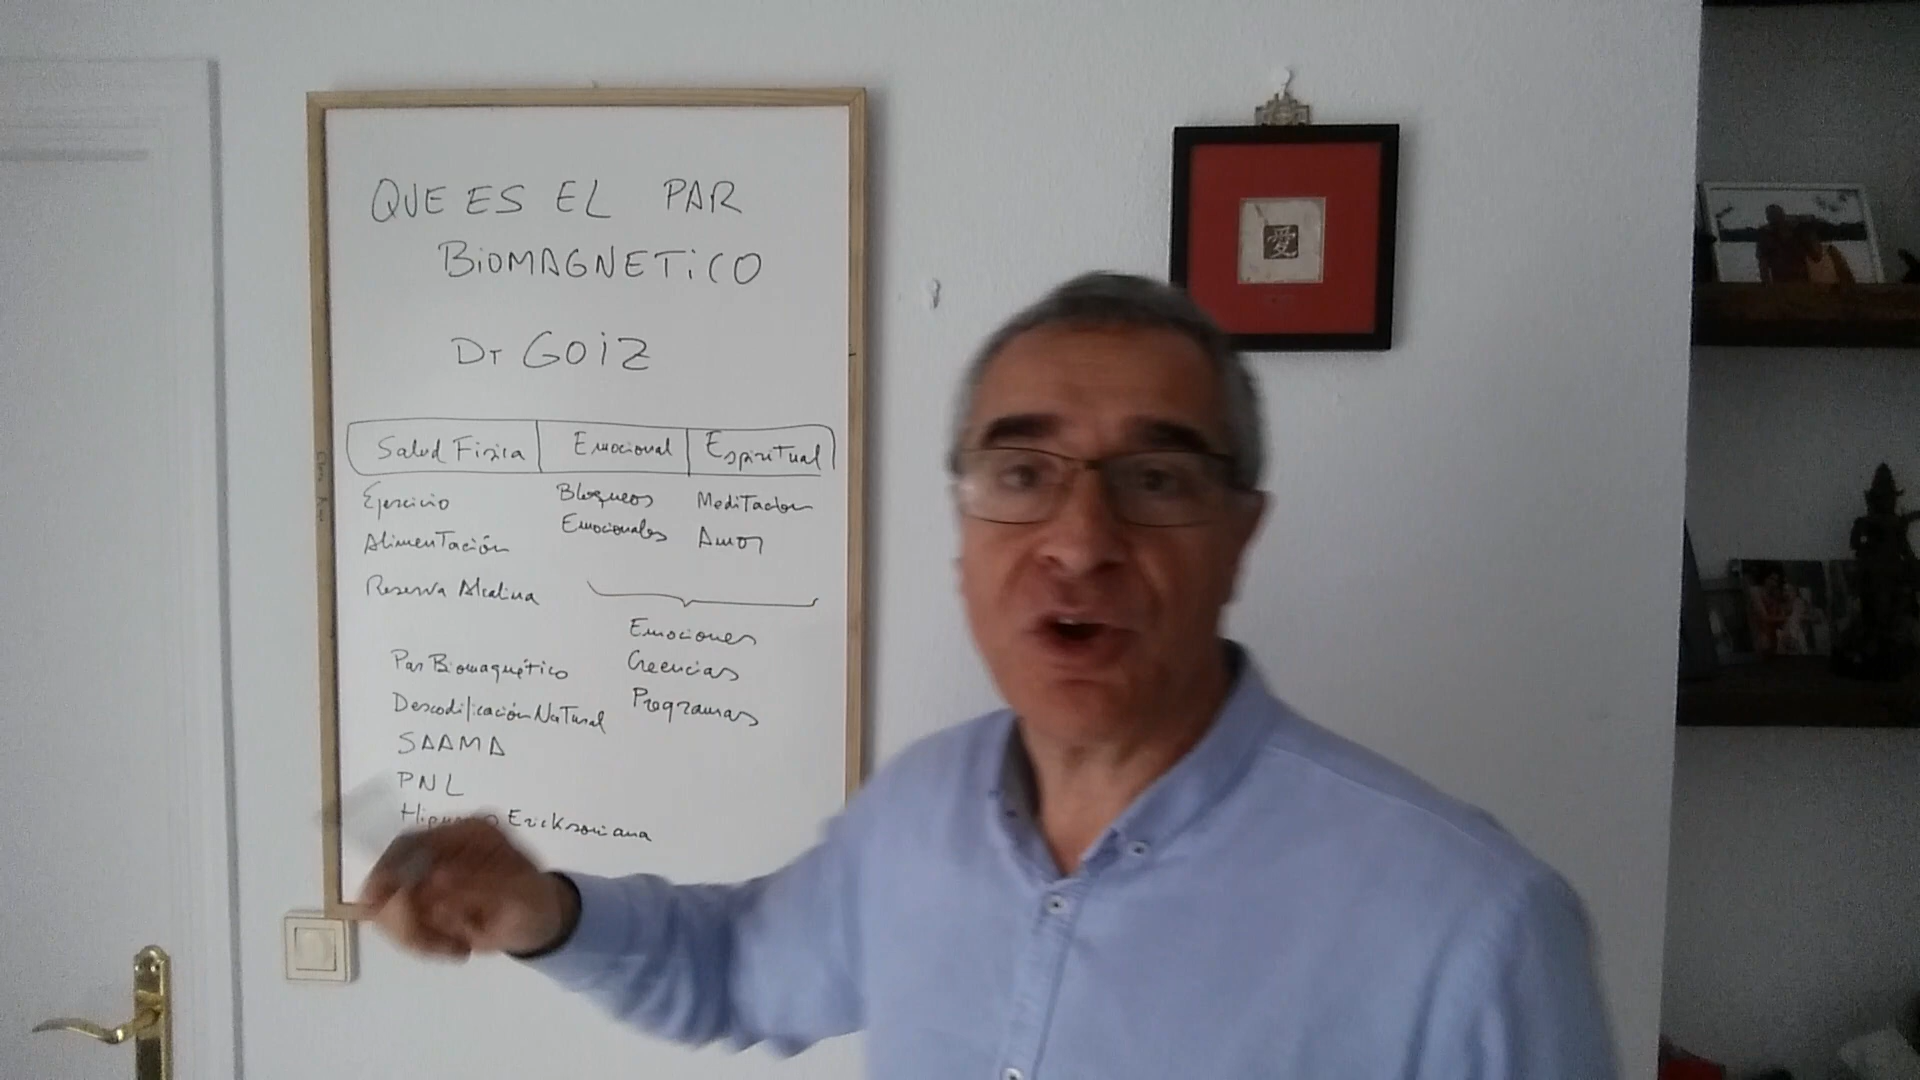 QUE ES EL PAR
BIOMAGNETICO
Dr GOIZ
Salud Fisica Emocional Espiritual
Ejercicio
Alimentación
Reserva Alcalina
Bloqueos
Emocionales
Meditacion
Amor
Emociones
Creencias
Programas
Par Biomagnético
Descodificación Natural
SAAMA
PNL
Ericksoniana
愛